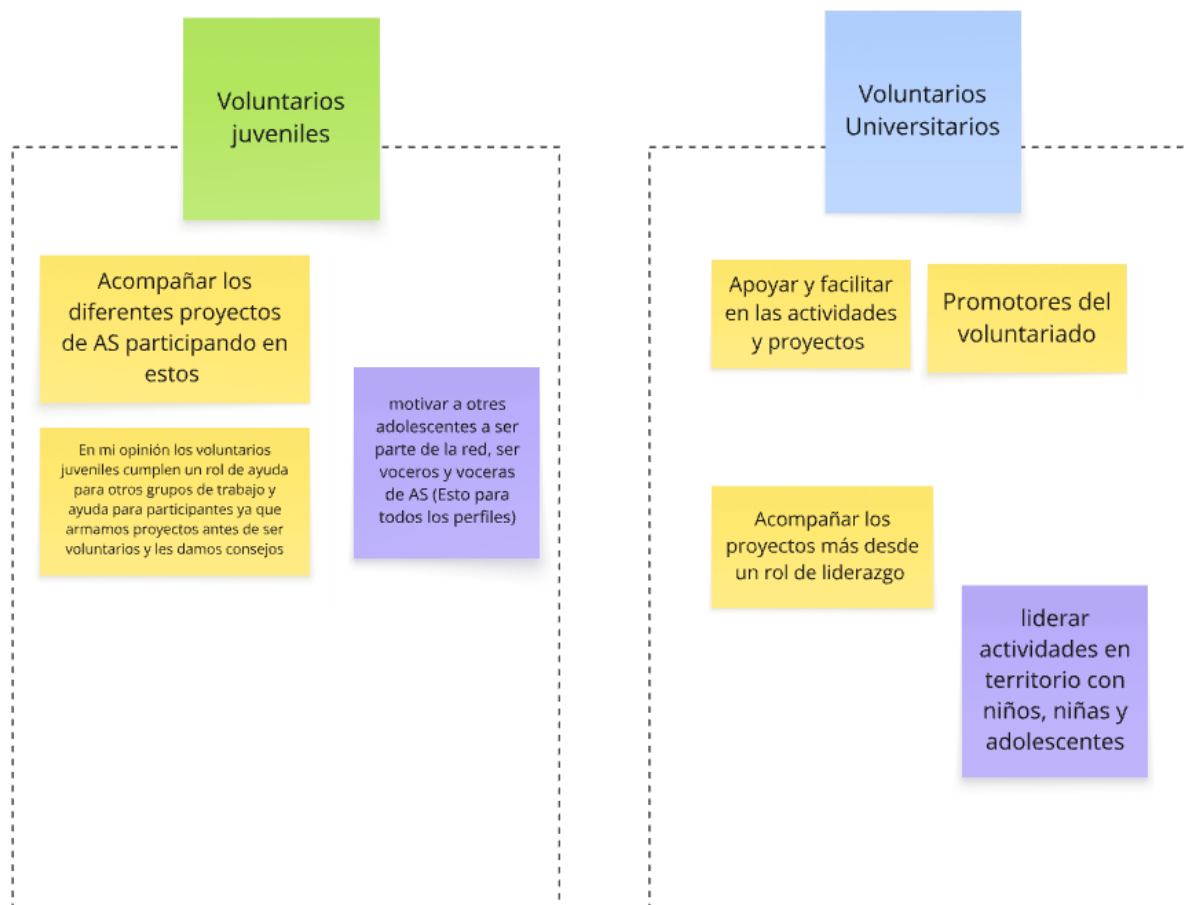 Voluntarios
juveniles
Acompañar los
diferentes proyectos
de AS participando en
estos
En mi opinión los voluntarios
juveniles cumplen un rol de ayuda
para otros grupos de trabajo y
ayuda para participantes ya que
armamos proyectos antes de ser
voluntarios y les damos consejos
motivar a otres
adolescentes a ser
parte de la red, ser
voceros y voceras
de AS (Esto para
todos los perfiles)
Voluntarios
Universitarios
Apoyar y facilitar
en las actividades
y proyectos
Promotores del
voluntariado
Acompañar los
proyectos más desde
un rol de liderazgo
liderar
actividades en
territorio con
niños, niñas y
adolescentes